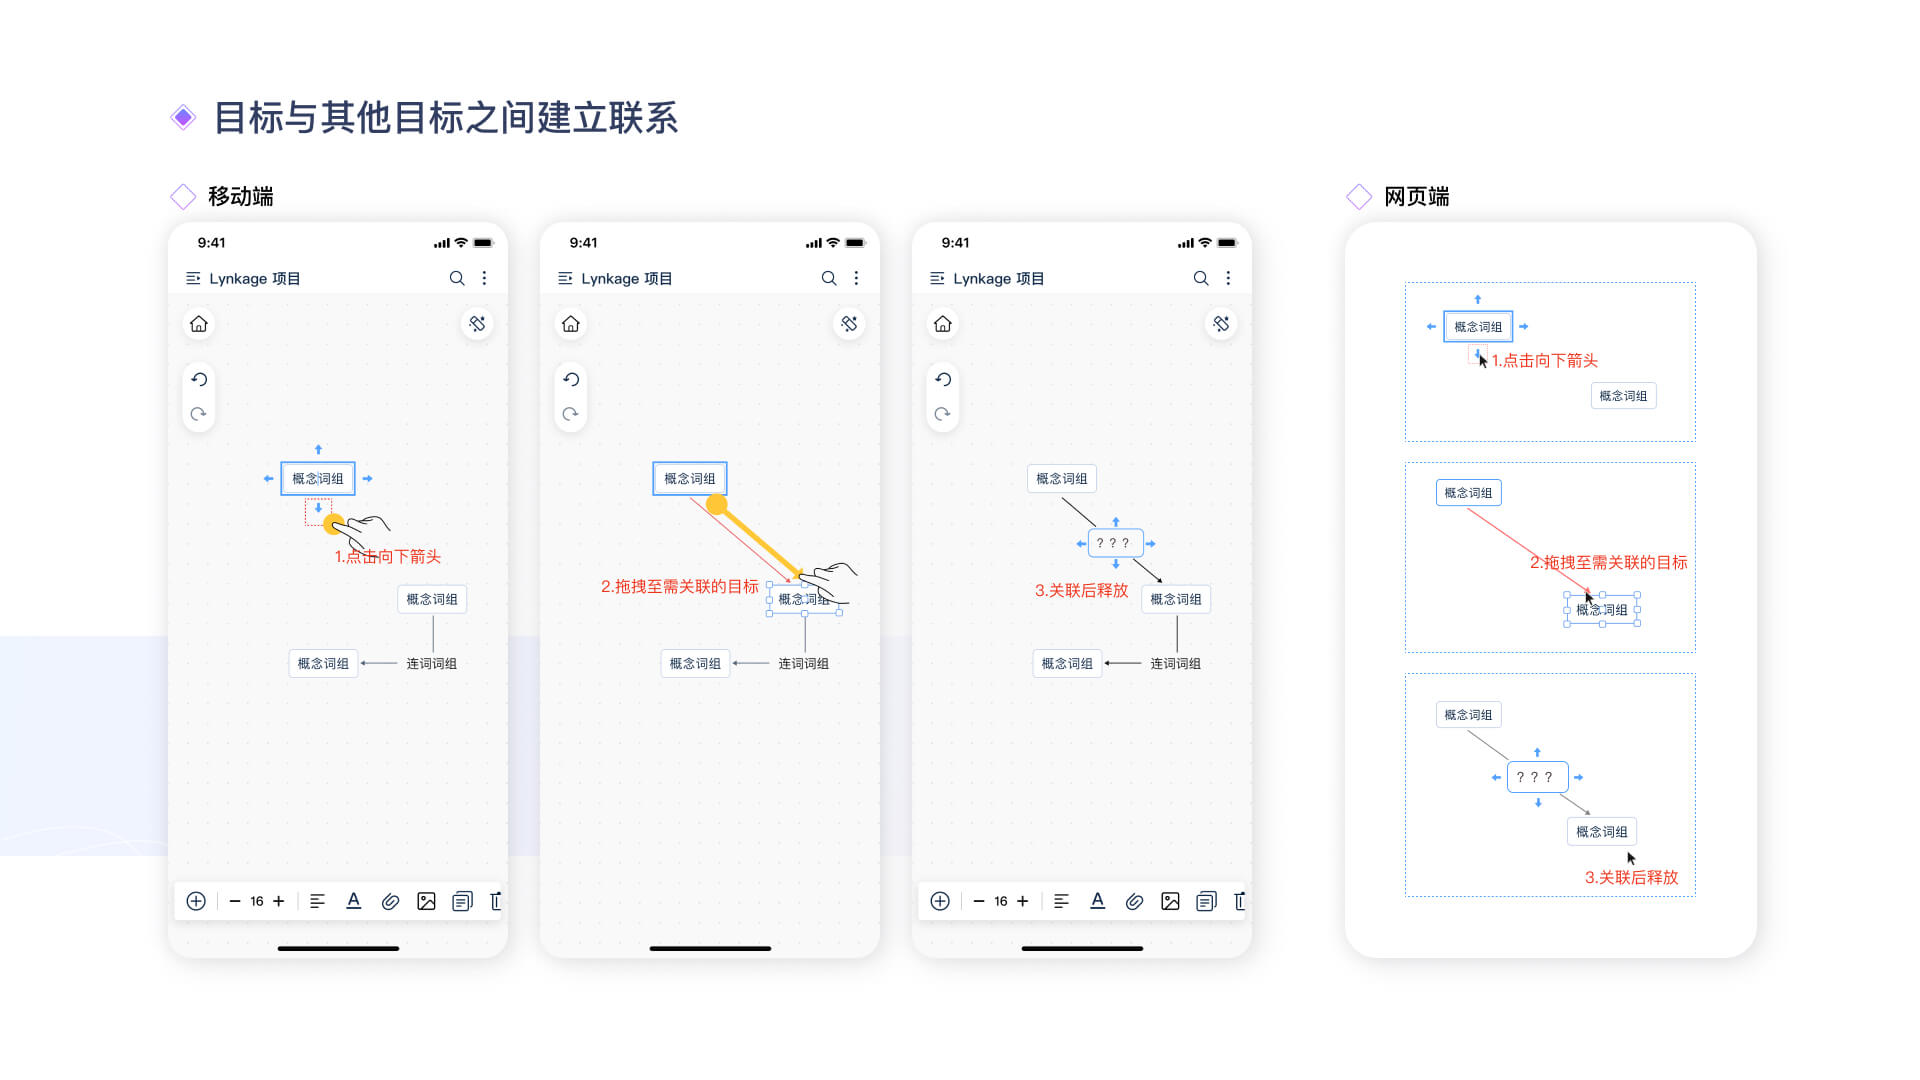 目标与其他目标之间建立联系
移动端
9:41
Lynkage 项目
概念词组
1.点击向下箭头
概念词组
概念词组
连词词组
16
9:41
Lynkage 项目
概念词组
2.拖拽至需关联的目标
概念词组
概念词组
连词词组
9:41
Lynkage 项目
概念词组
? ? ?
3.关联后释放
概念词组
概念词组
连词词组
16
网页端
概念词组
1.点击向下箭头
概念词组
概念词组
2.拖拽至需关联的目标
概念词组
概念词组
? ? ?
概念词组
3.关联后释放